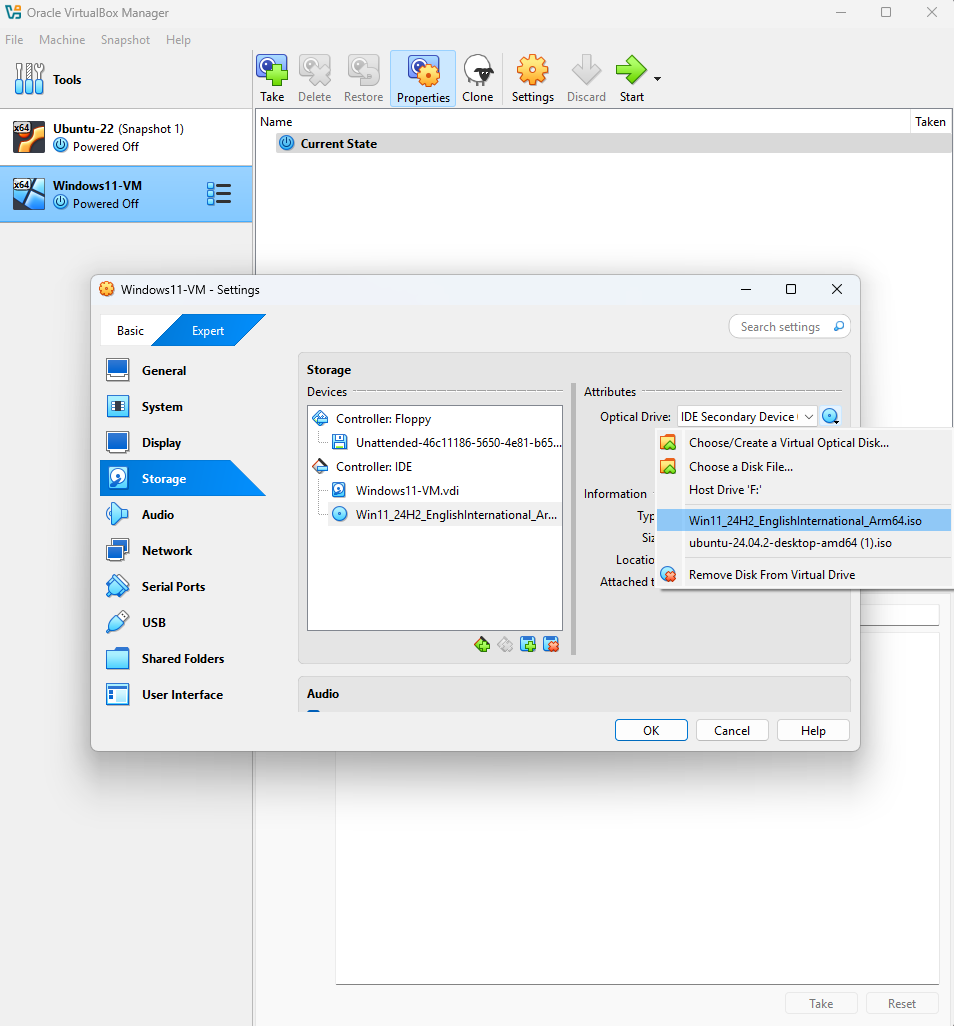 Oracle VirtualBox Manager
File Machine Snapshot Help
Tools
Take Delete Restore Properties Clone Settings Discard Start
Name Taken
Current State
x64
Ubuntu-22 (Snapshot 1)
Powered Off
x64
Windows11-VM
Powered Off
Windows11-VM - Settings
Basic Expert
Search settings
General
System
Display
Storage
Audio
Network
Serial Ports
USB
Shared Folders
User Interface
Storage
Devices
Controller: Floppy
Unattended-46c11186-5650-4e81-b65...
Controller: IDE
Windows11-VM.vdi
Win11_24H2_EnglishInternational_Ar...
Attributes
Optical Drive: IDE Secondary Device
Choose/Create a Virtual Optical Disk...
Choose a Disk File...
Host Drive 'F:'
Win11_24H2_EnglishInternational_Arm64.iso
ubuntu-24.04.2-desktop-amd64 (1).iso
Remove Disk From Virtual Drive
Information
Typ
Siz
Locatio
Attached t
Audio
OK Cancel Help
Take Reset